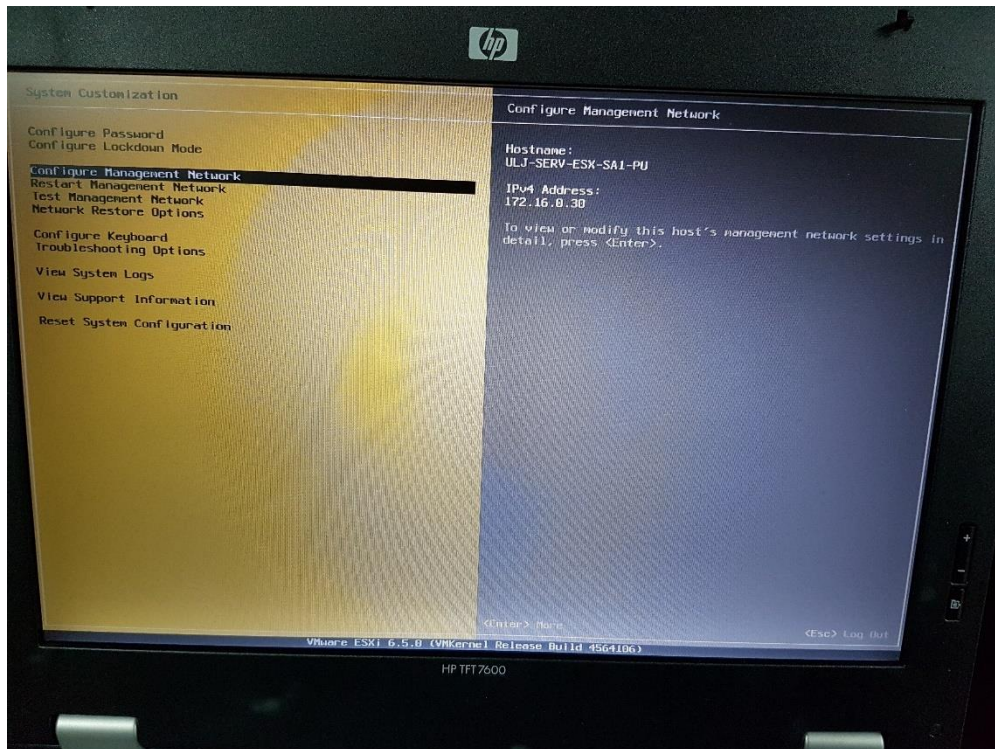 hp
System Customization
Configure Password
Configure Lockdown Mode
Configure Management Network
Restart Management Network
Test Management Network
Network Restore Options
Configure Keyboard
Troubleshooting Options
View System Logs
View Support Information
Reset System Configuration
Configure Management Network
Hostname:
ULJ-SERV-ESX-SA1-PU
IPv4 Address:
172.16.0.30
To view or modify this host's management network settings in
detail, press <Enter>.
<Enter> More
<Esc> Log Out
VMware ESXi 6.5.0 (VMKernel Release Build 4564106)
HP TFT7600
+
-